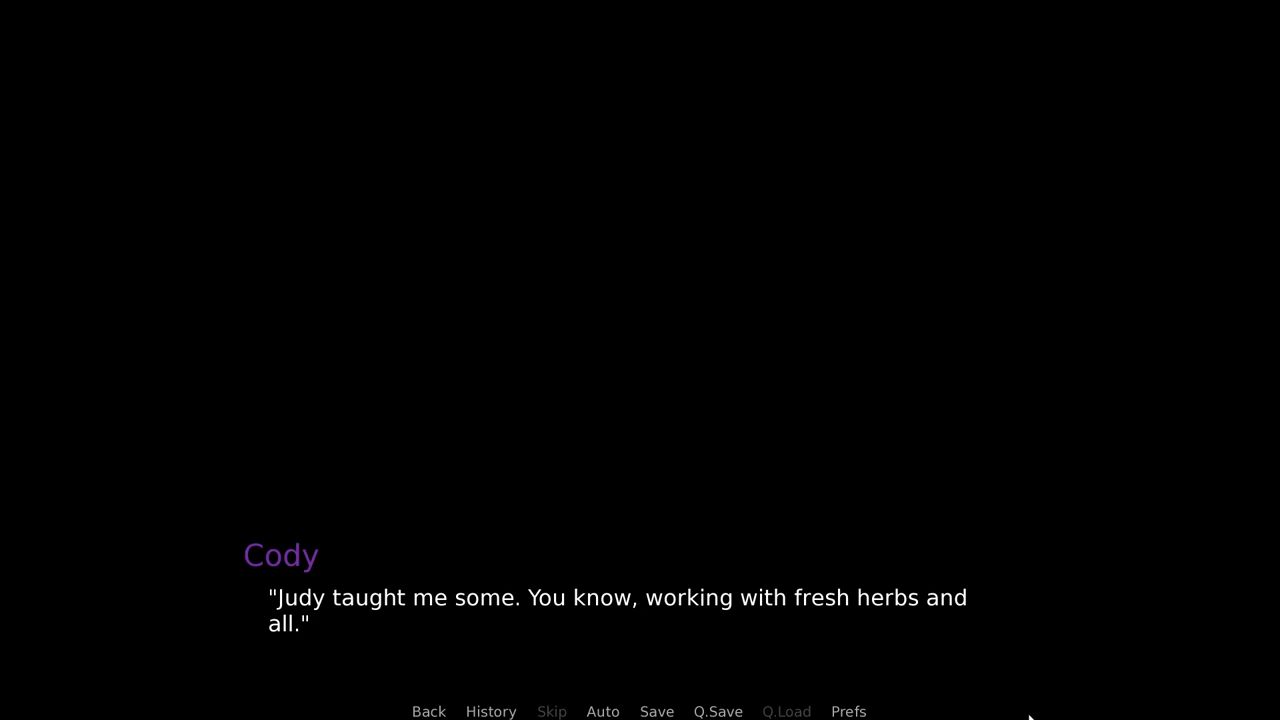 Cody
"Judy taught me some. You know, working with fresh herbs and
all."
Back History Skip Auto Save Q.Save Q.Load Prefs